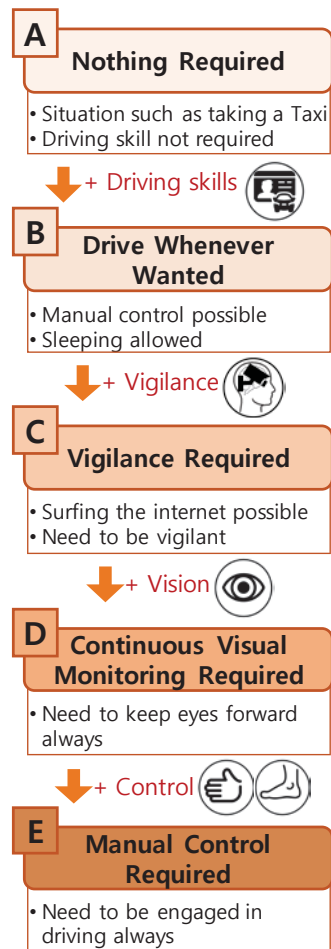 A
Nothing Required
• Situation such as taking a Taxi
• Driving skill not required
+ Driving skills
B
Drive Whenever
Wanted
• Manual control possible
• Sleeping allowed
+ Vigilance
C
Vigilance Required
• Surfing the internet possible
• Need to be vigilant
+ Vision
D
Continuous Visual
Monitoring Required
• Need to keep eyes forward
always
+ Control
E
Manual Control
Required
• Need to be engaged in
driving always